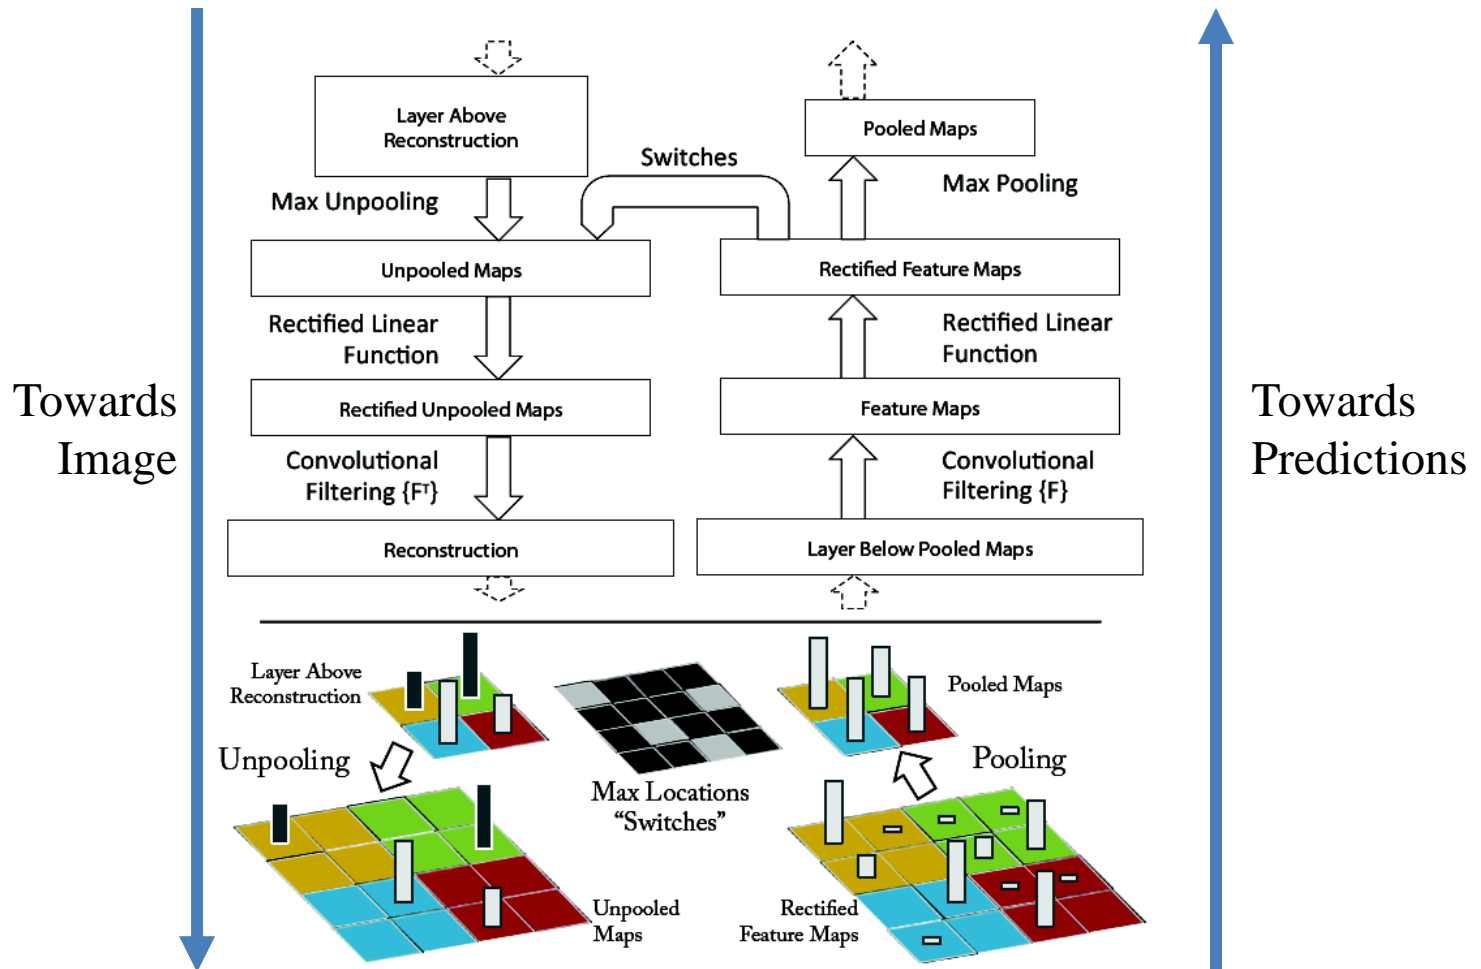 Layer Above
Reconstruction
Pooled Maps
Switches
Max Unpooling
Max Pooling
Unpooled Maps
Rectified Feature Maps
Rectified Linear
Function
Rectified Linear
Function
Towards
Image
Rectified Unpooled Maps
Feature Maps
Towards
Predictions
Convolutional
Filtering {Fᵀ}
Convolutional
Filtering {F}
Reconstruction
Layer Below Pooled Maps
Layer Above
Reconstruction
Pooled Maps
Unpooling
Pooling
Max Locations
“Switches”
Unpooled
Maps
Rectified
Feature Maps